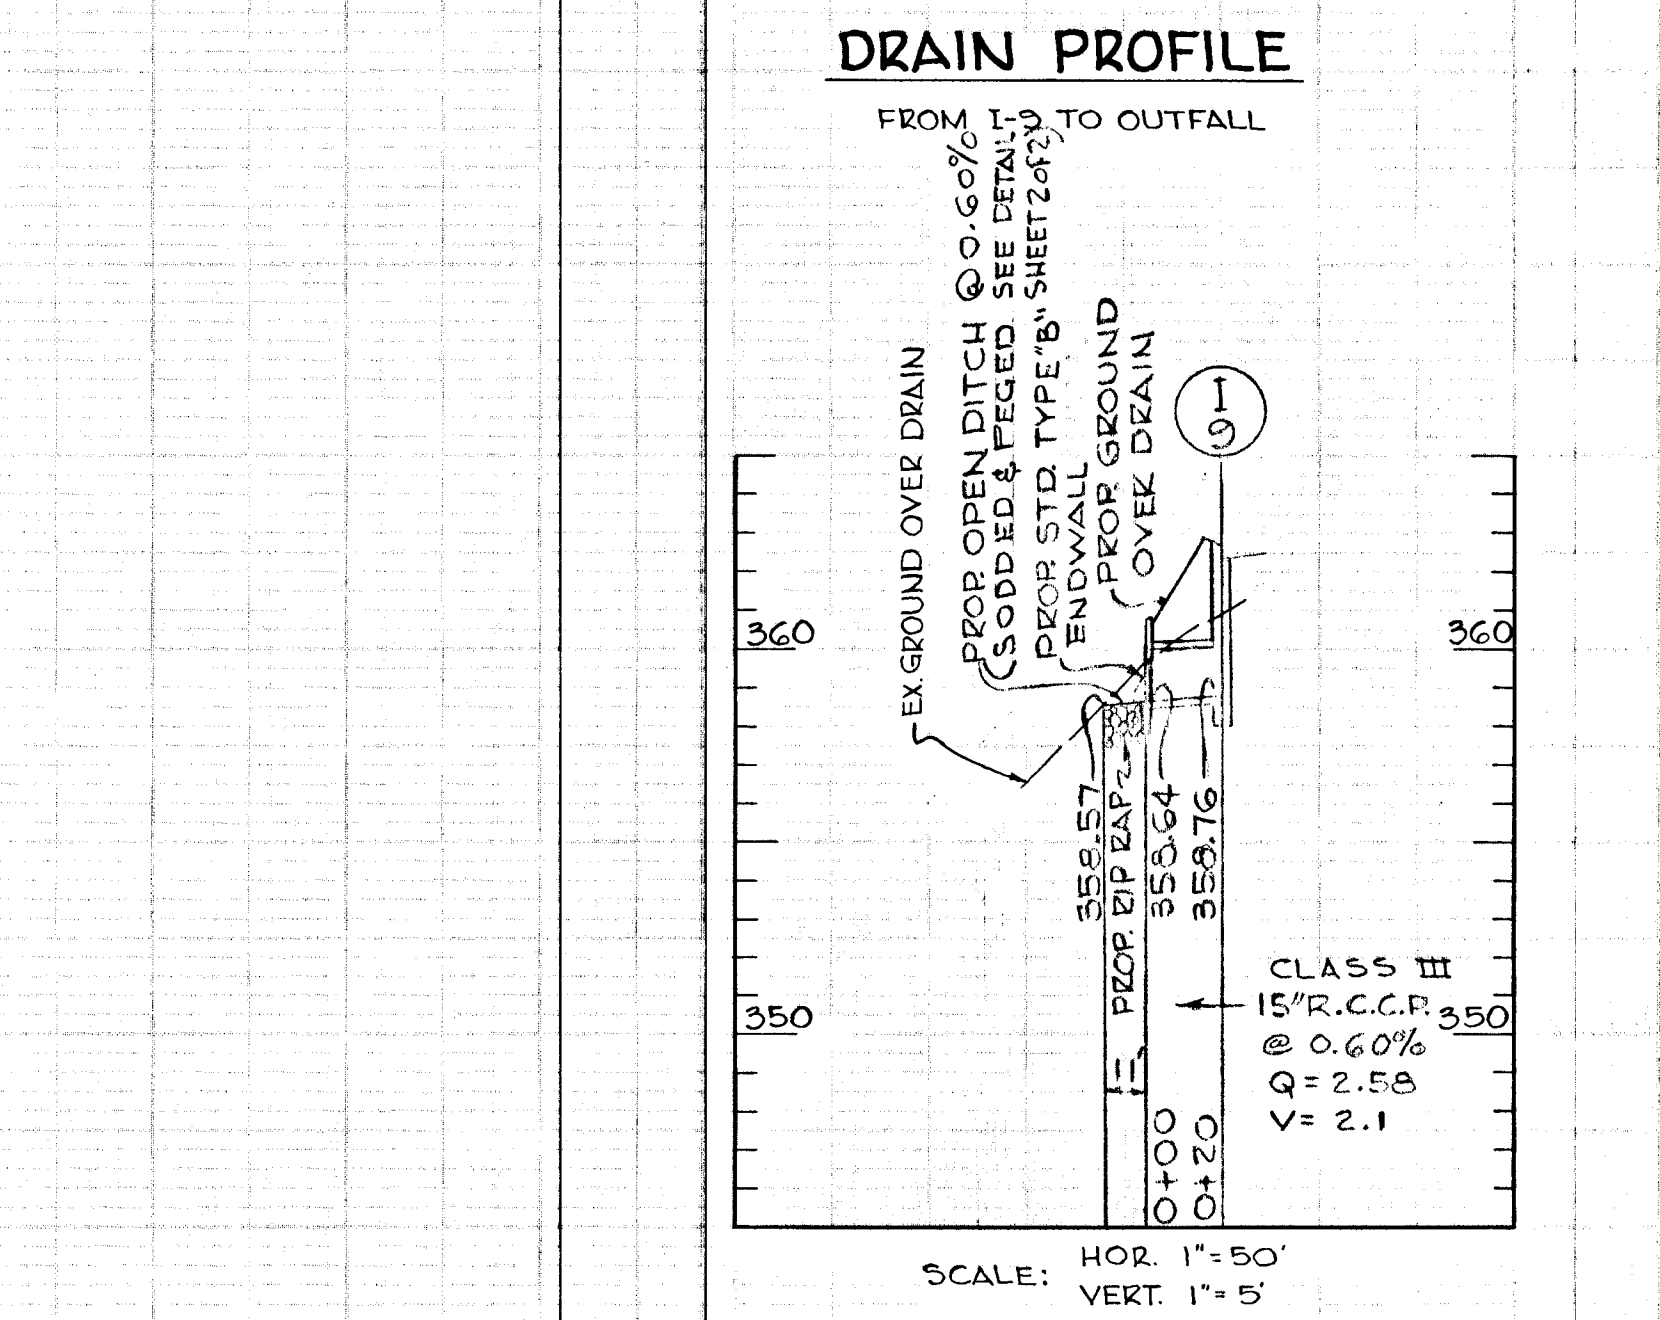 DRAIN PROFILE
FROM I-9 TO OUTFALL
EX. GROUND OVER DRAIN
PROP. OPEN DITCH @ 0.60%
(SODDED & PEGED. SEE DETAIL
SHEET 2 of 2)
PROP. STD. TYPE "B"
ENDWALL
PROP. GROUND
OVER DRAIN
I
9
360
360
358.57
PROP. RIP RAP
358.64
358.76
350
350
CLASS III
15" R.C.C.P.
@ 0.60%
Q = 2.58
V = 2.1
0+00
0+20
SCALE:
HOR. 1" = 50'
VERT. 1" = 5'